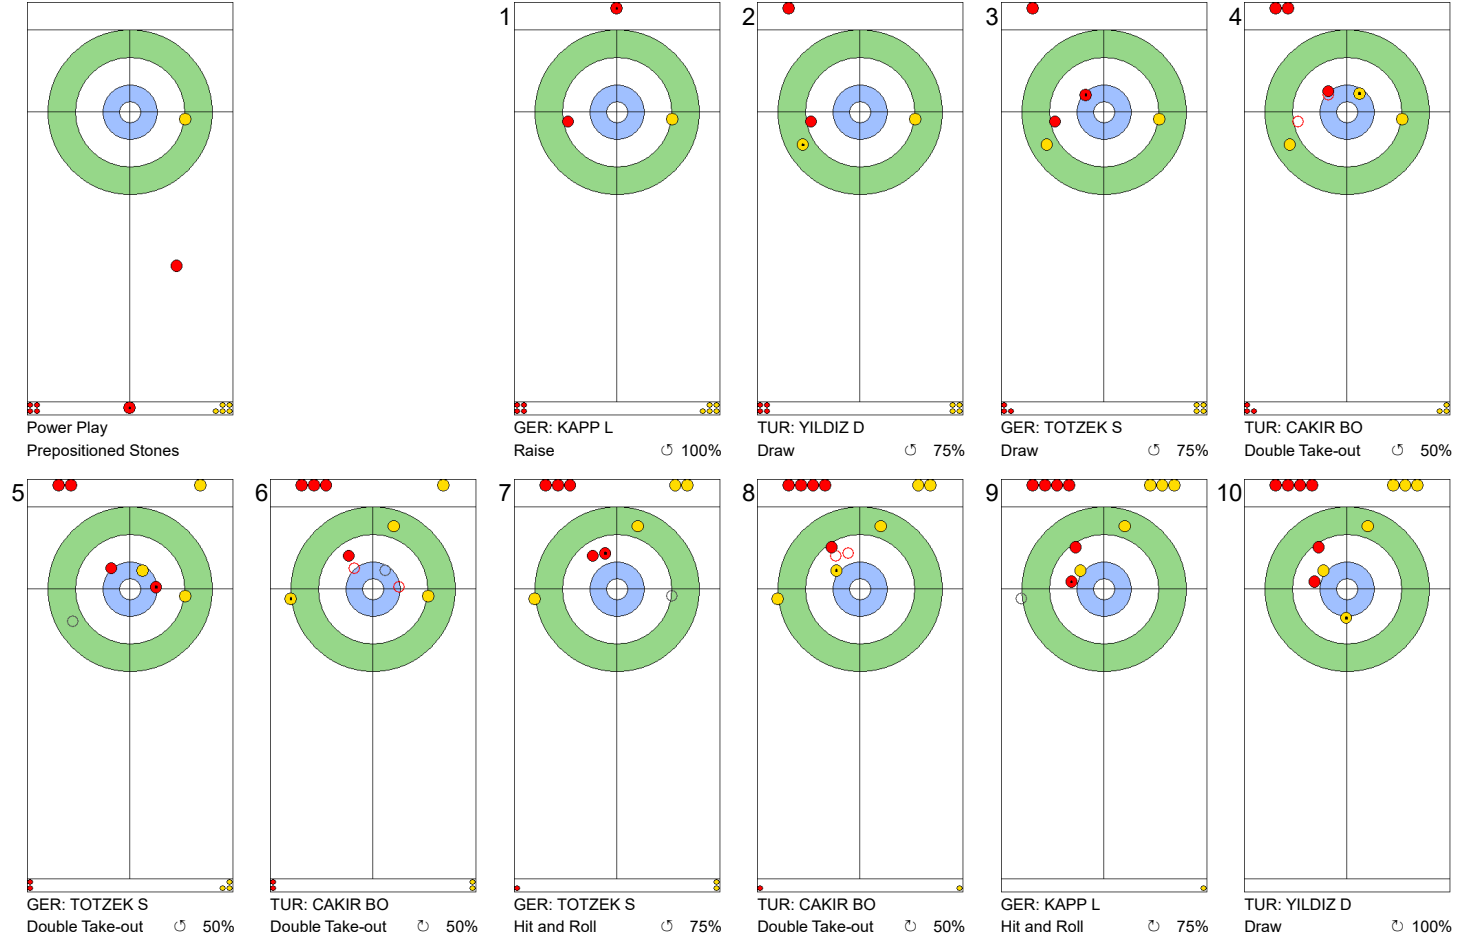 Power Play
Prepositioned Stones
1
GER: KAPP L
Raise 100%
2
TUR: YILDIZ D
Draw 75%
3
GER: TOTZEK S
Draw 75%
4
TUR: CAKIR BO
Double Take-out 50%
5
GER: TOTZEK S
Double Take-out 50%
6
TUR: CAKIR BO
Double Take-out 50%
7
GER: TOTZEK S
Hit and Roll 75%
8
TUR: CAKIR BO
Double Take-out 50%
9
GER: KAPP L
Hit and Roll 75%
10
TUR: YILDIZ D
Draw 100%